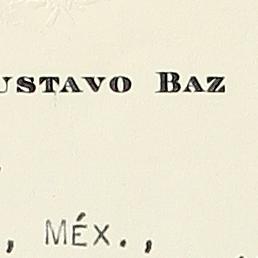 USTAVO BAZ
, MÉX.,